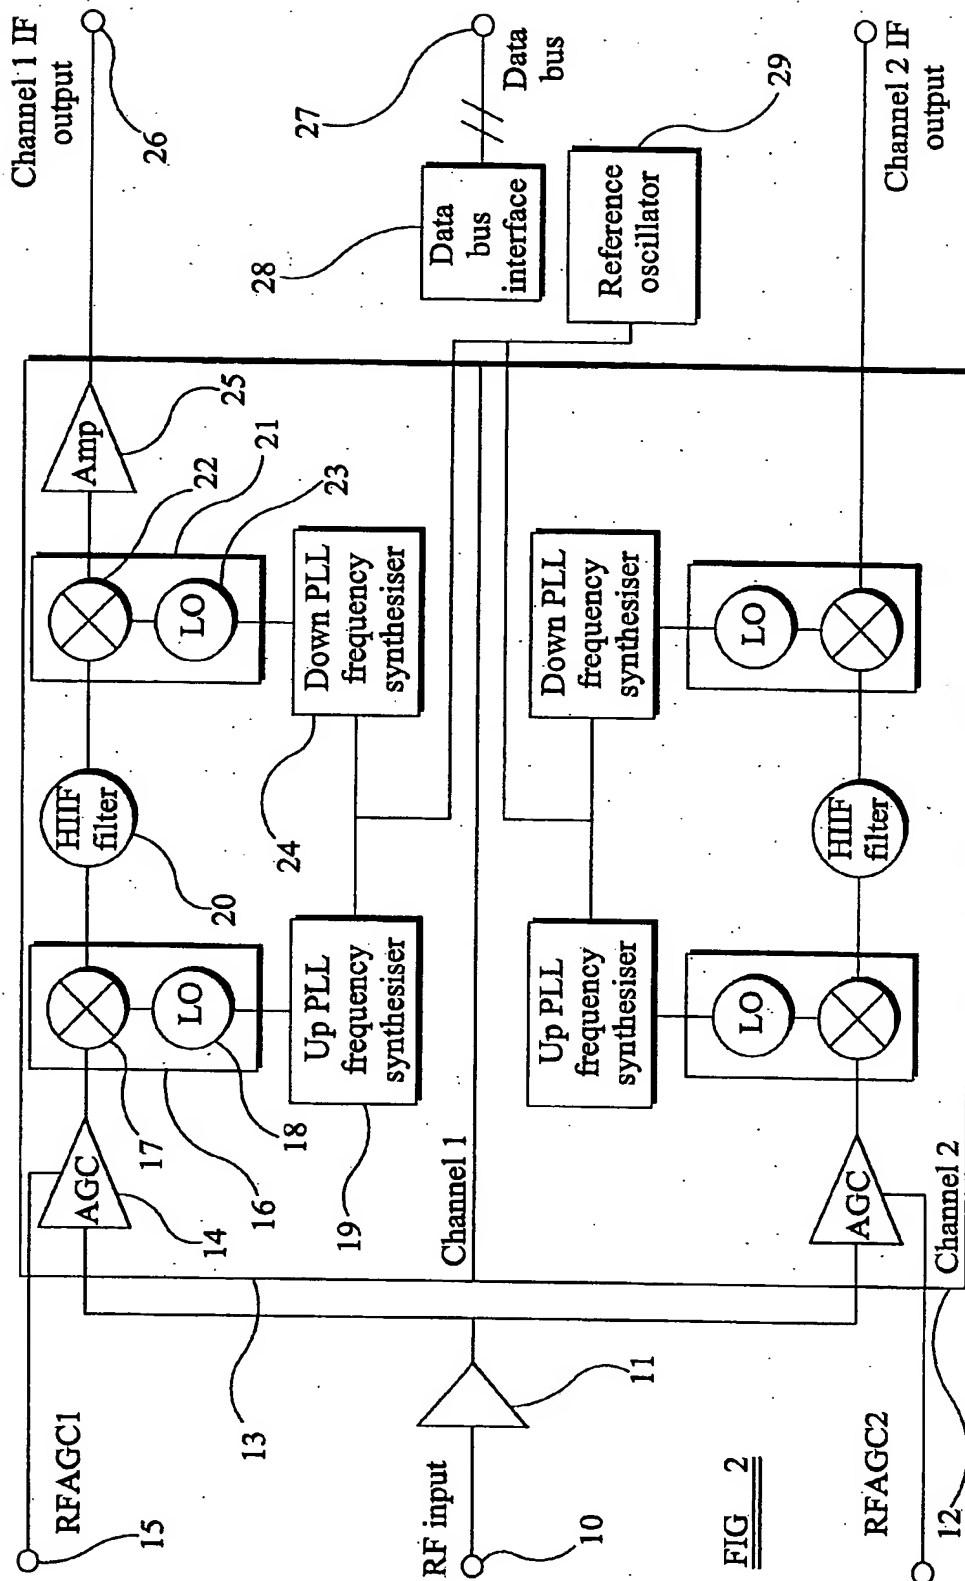 RFAGC1
15
13
AGC
14
17
16
LO
18
Up PLL
frequency
synthesiser
19
HIIF
filter
20
22
21
LO
23
Down PLL
frequency
synthesiser
24
Amp
25
Channel 1 IF
output
26
Channel 1
RF input
10
11
Data
bus
interface
28
27
Data
bus
Reference
oscillator
29
Up PLL
frequency
synthesiser
LO
Down PLL
frequency
synthesiser
LO
HIIF
filter
AGC
Channel 2
Channel 2 IF
output
RFAGC2
12
FIG 2